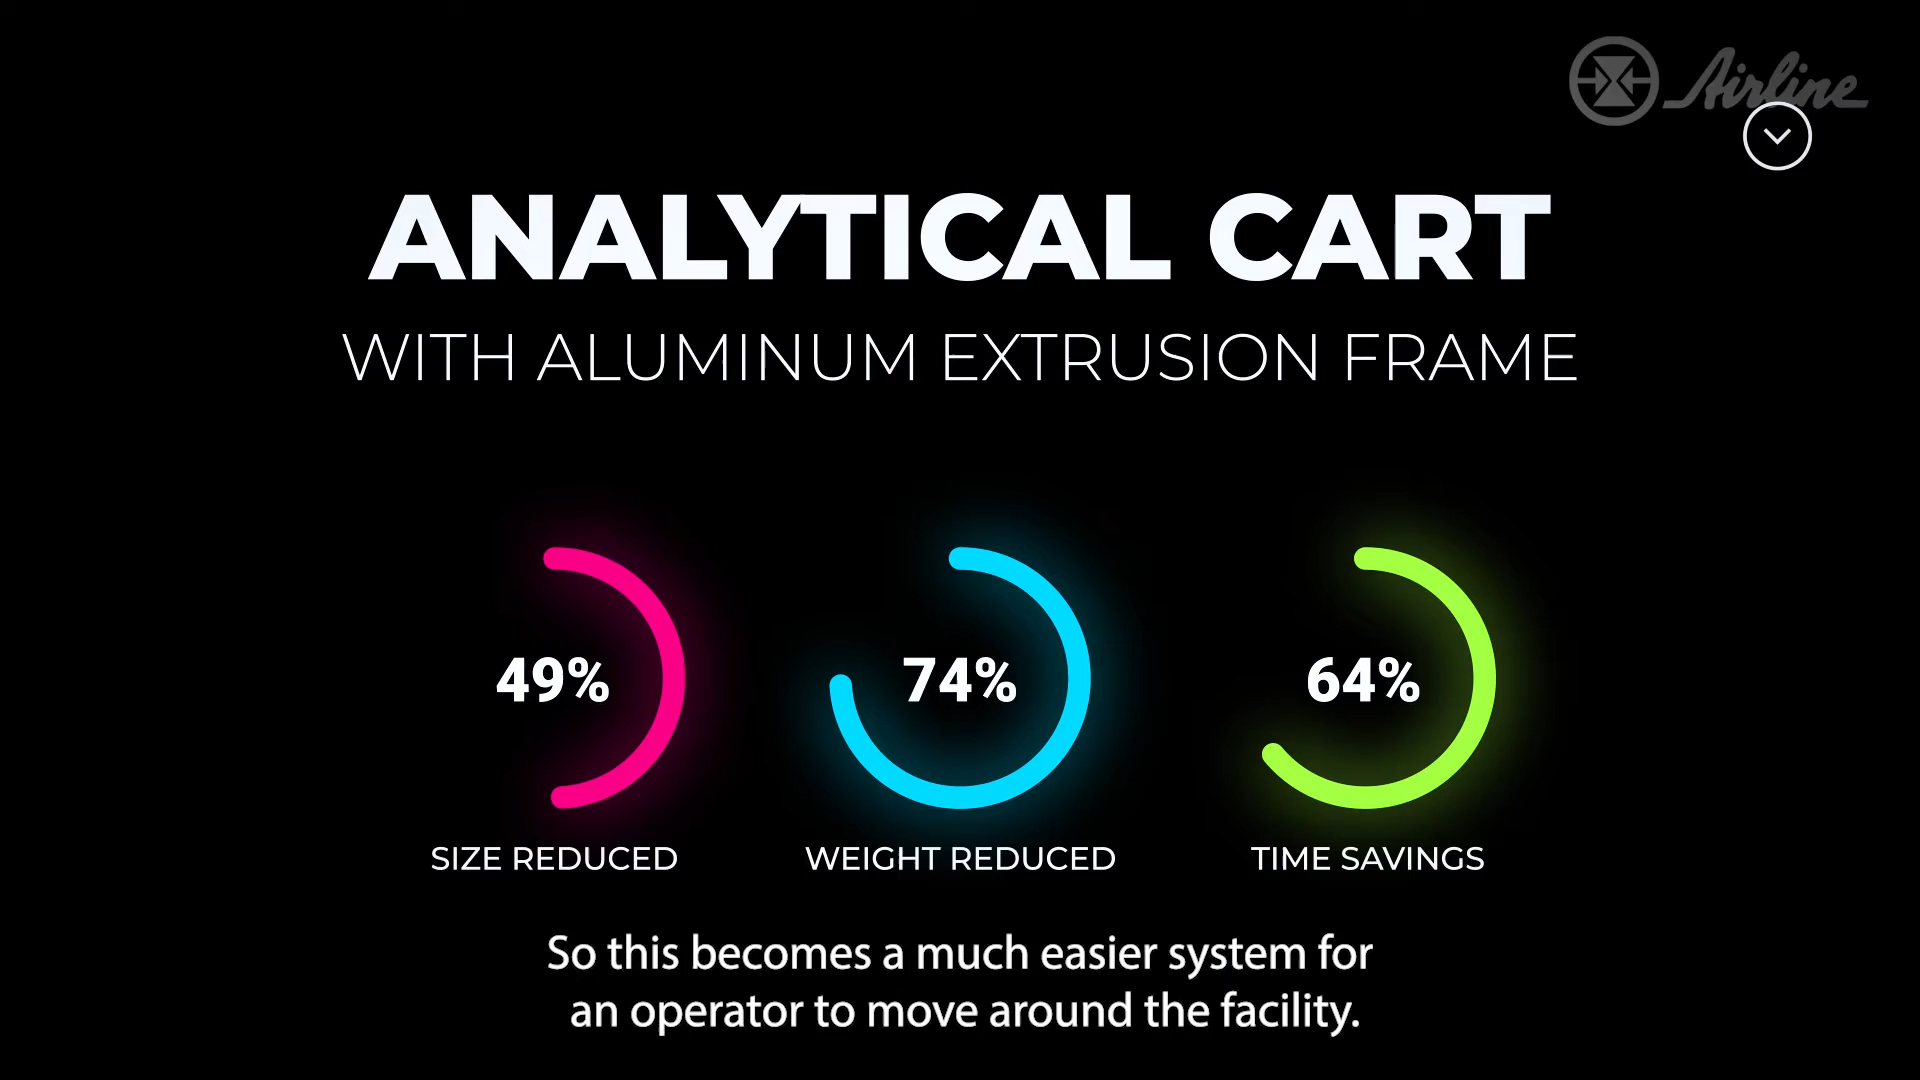 Airline
ANALYTICAL CART
WITH ALUMINUM EXTRUSION FRAME
49%
74%
64%
SIZE REDUCED
WEIGHT REDUCED
TIME SAVINGS
So this becomes a much easier system for
an operator to move around the facility.